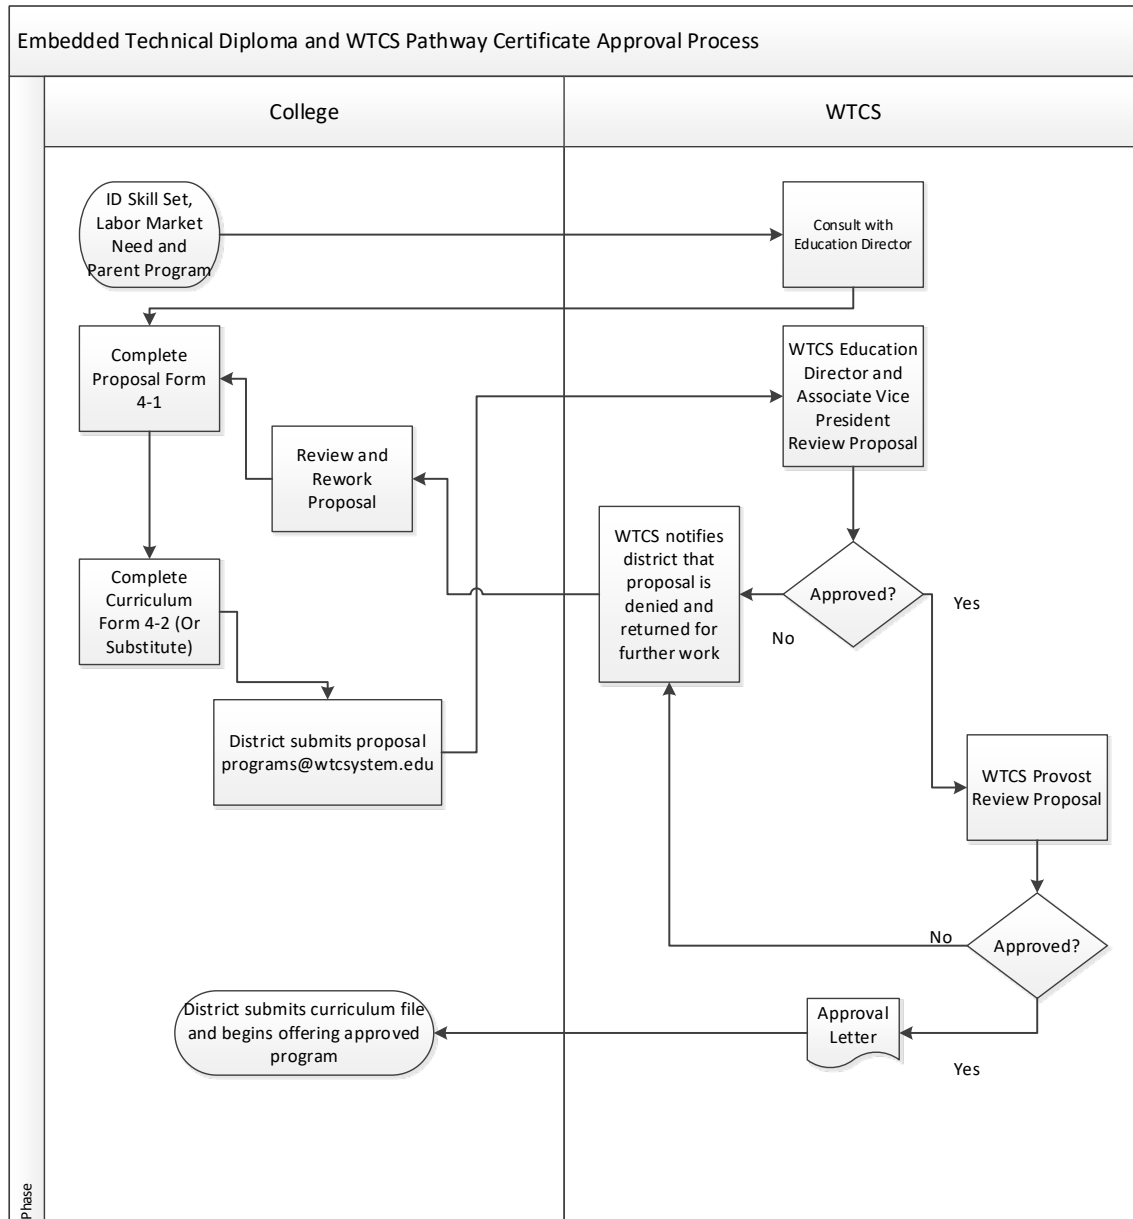 Embedded Technical Diploma and WTCS Pathway Certificate Approval Process
College
WTCS
ID Skill Set,
Labor Market
Need and
Parent Program
Consult with
Education Director
Complete
Proposal Form
4-1
WTCS Education
Director and
Associate Vice
President
Review Proposal
Review and
Rework
Proposal
WTCS notifies
district that
proposal is
denied and
returned for
further work
Approved?
Yes
No
Complete
Curriculum
Form 4-2 (Or
Substitute)
District submits proposal
programs@wtcsystem.edu
WTCS Provost
Review Proposal
No
Approved?
District submits curriculum file
and begins offering approved
program
Approval
Letter
Yes
Phase